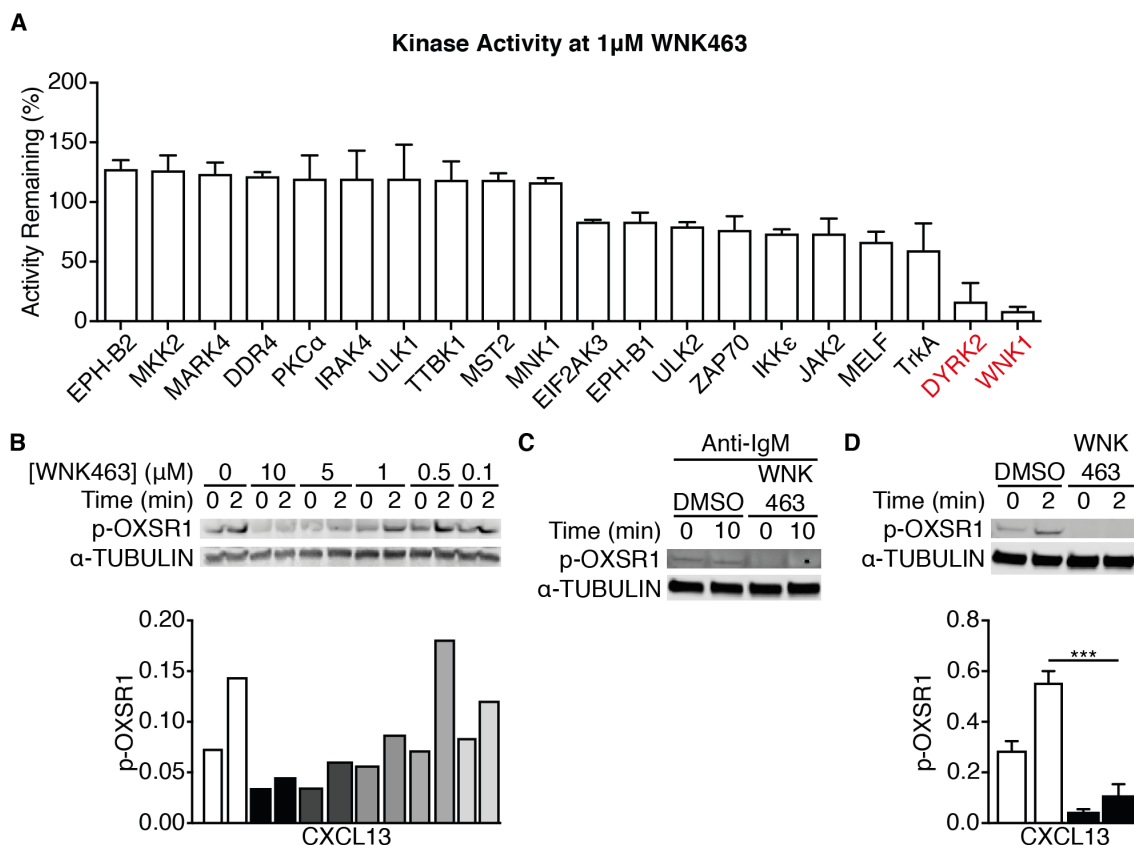 A
Kinase Activity at 1µM WNK463
Activity Remaining (%)
200
150
100
50
0
EPH-B2
MKK2
MARK4
DDR4
PKCα
IRAK4
ULK1
TTBK1
MST2
MNK1
EIF2AK3
EPH-B1
ULK2
ZAP70
IKKε
JAK2
MELF
TrkA
DYRK2
WNK1
B
[WNK463] (µM) 0 10 5 1 0.5 0.1
Time (min) 0 2 0 2 0 2 0 2 0 2 0 2
p-OXSR1
α-TUBULIN
p-OXSR1
0.20
0.15
0.10
0.05
0.00
CXCL13
C
Anti-IgM
WNK
DMSO 463
Time (min) 0 10 0 10
p-OXSR1
α-TUBULIN
D
WNK
DMSO 463
Time (min) 0 2 0 2
p-OXSR1
α-TUBULIN
p-OXSR1
0.8
0.6
0.4
0.2
0.0
***
CXCL13